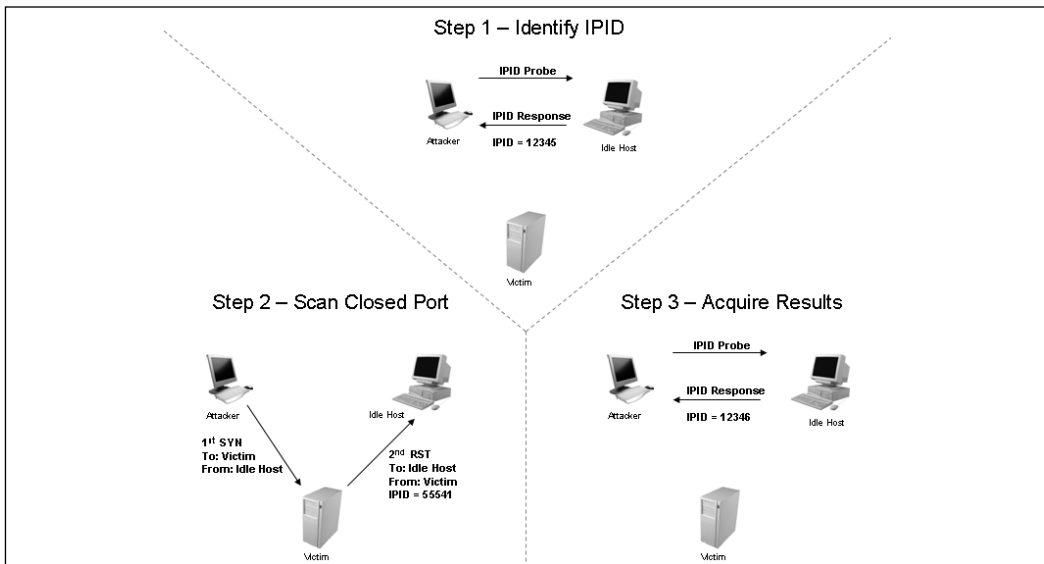 Step 1 – Identify IPID
IPID Probe
IPID Response
IPID = 12345
Attacker
Idle Host
Victim
Step 2 – Scan Closed Port
Attacker
Idle Host
1st SYN
To: Victim
From: Idle Host
2nd RST
To: Idle Host
From: Victim
IPID = 55541
Victim
Step 3 – Acquire Results
IPID Probe
IPID Response
IPID = 12346
Attacker
Idle Host
Victim